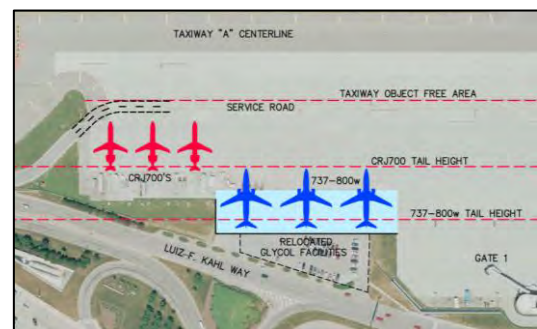 TAXIWAY "A" CENTERLINE
TAXIWAY OBJECT FREE AREA
SERVICE ROAD
CRJ700 TAIL HEIGHT
CRJ700'S
737-800w
737-800w TAIL HEIGHT
RELOCATED
GLYCOL FACILITIES
LUIZ-F. KAHL WAY
GATE 1